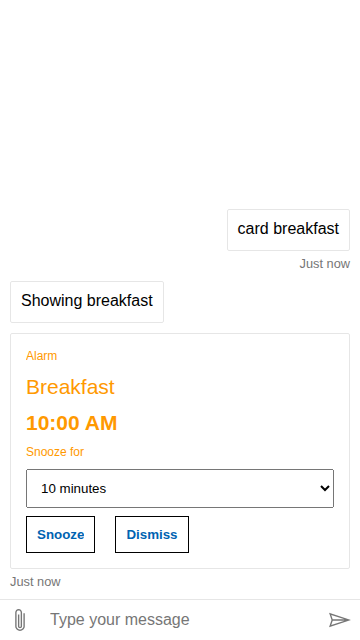 card breakfast
Just now
Showing breakfast
Alarm
Breakfast
10:00 AM
Snooze for
10 minutes
Snooze Dismiss
Just now
Type your message